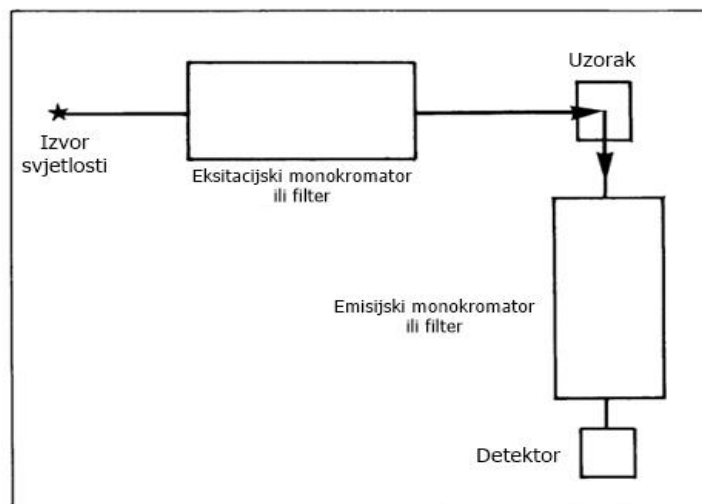 Uzorak
Izvor
svjetlosti
Eksitacijski monokromator
ili filter
Emisijski monokromator
ili filter
Detektor